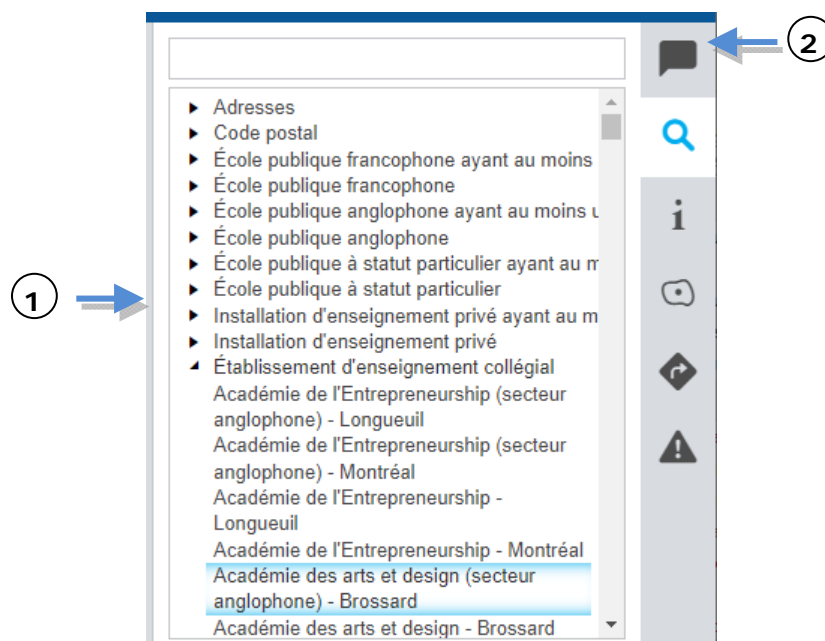 2
Adresses
Code postal
École publique francophone ayant au moins
École publique francophone
École publique anglophone ayant au moins u
École publique anglophone
École publique à statut particulier ayant au m
1
École publique à statut particulier
Installation d'enseignement privé ayant au m
Installation d'enseignement privé
Établissement d'enseignement collégial
Académie de l'Entrepreneurship (secteur
anglophone) - Longueuil
Académie de l'Entrepreneurship (secteur
anglophone) - Montréal
Académie de l'Entrepreneurship -
Longueuil
Académie de l'Entrepreneurship - Montréal
Académie des arts et design (secteur
anglophone) - Brossard
Académie des arts et design - Brossard